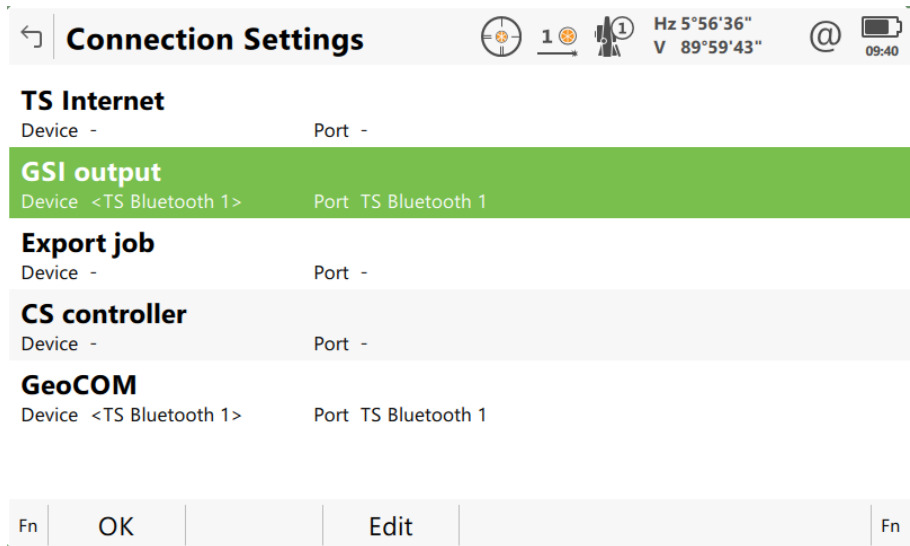 Connection Settings
1
1
Hz 5°56'36"
V 89°59'43"
@
09:40
TS Internet
Device -
Port -
GSI output
Device <TS Bluetooth 1>
Port TS Bluetooth 1
Export job
Device -
Port -
CS controller
Device -
Port -
GeoCOM
Device <TS Bluetooth 1>
Port TS Bluetooth 1
Fn
OK
Edit
Fn